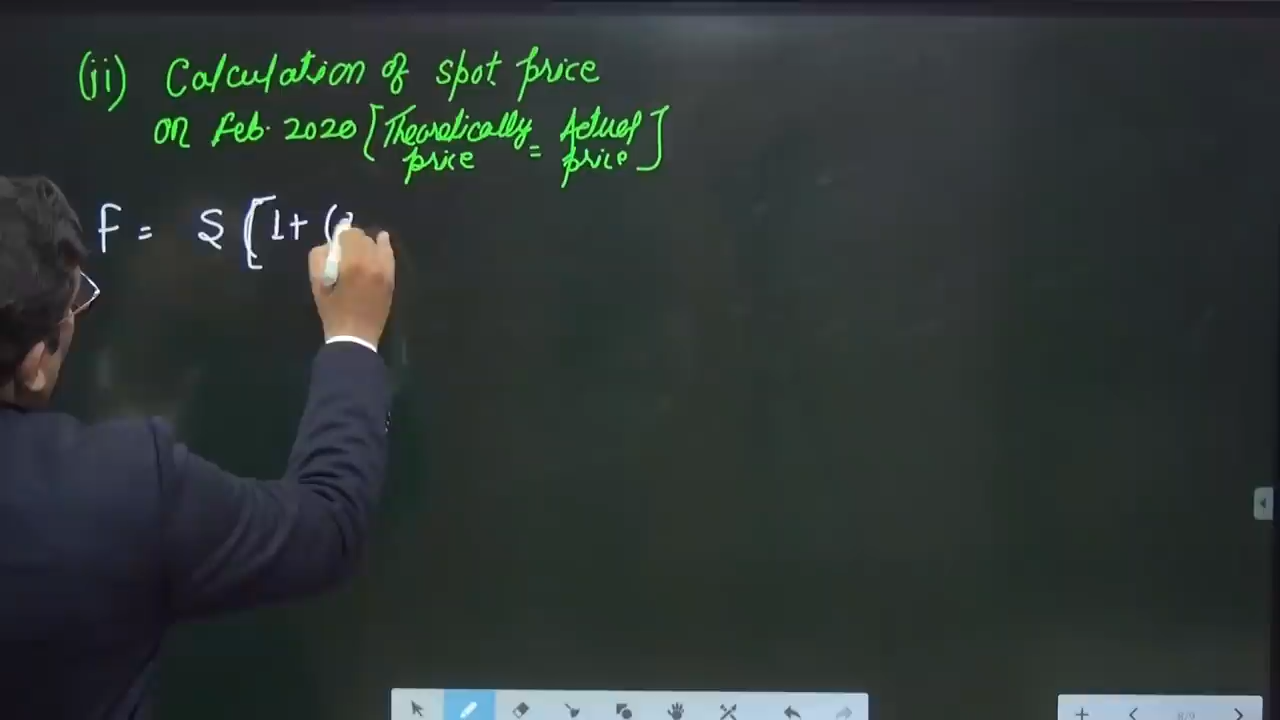 (ii) Calculation of spot price
on Feb. 2020 [Theoretically = Actual
price price]
F = S [1+ (